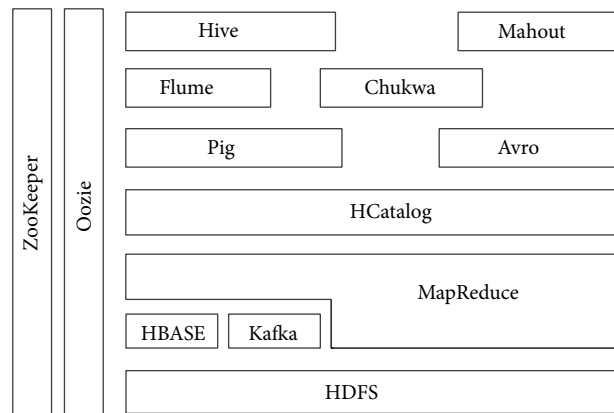 Hive
Mahout
Flume
Chukwa
Pig
Avro
ZooKeeper
Oozie
HCatalog
MapReduce
HBASE
Kafka
HDFS